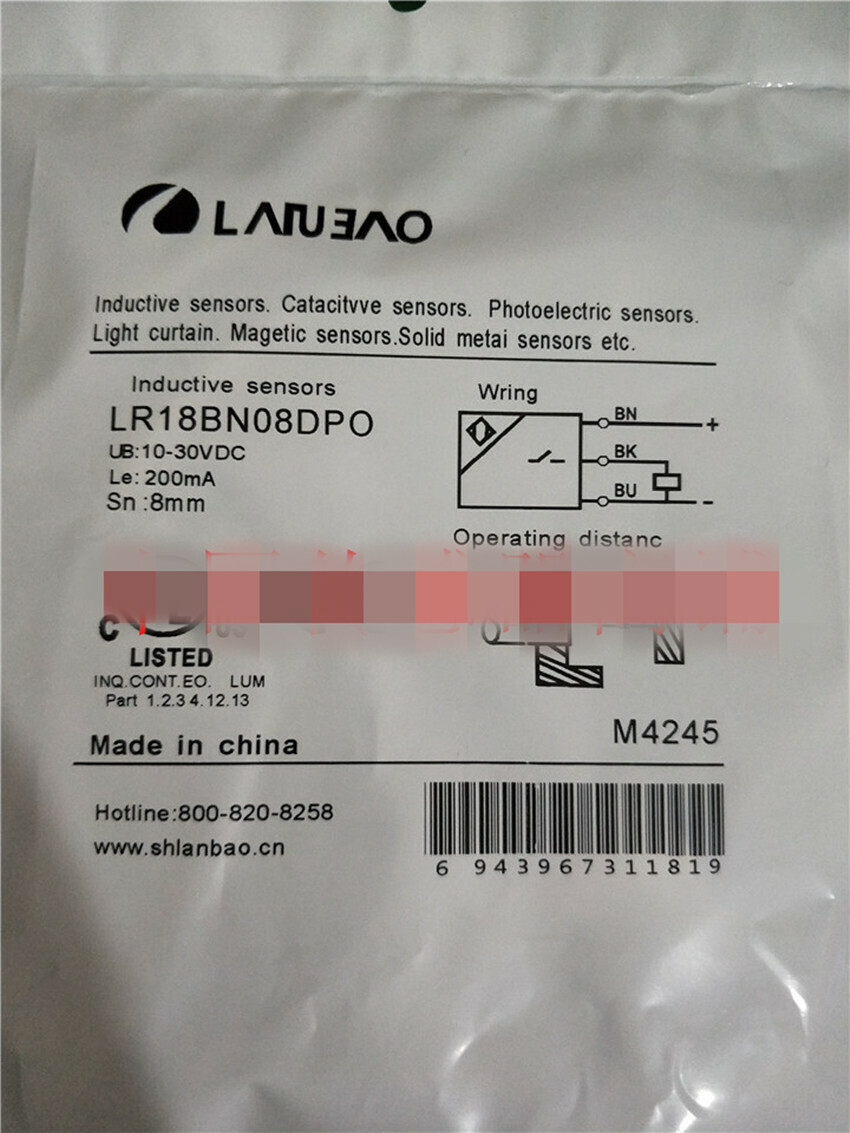 LANBAO
Inductive sensors. Catacitvve sensors. Photoelectric sensors.
Light curtain. Magetic sensors.Solid metai sensors etc.
Inductive sensors
LR18BN08DPO
UB:10-30VDC
Le: 200mA
Sn :8mm
Wring
BN
+
BK
BU
-
Operating distanc
C
LISTED
INQ.CONT.EO. LUM
Part 1.2.3 4.12.13
Made in china
M4245
Hotline:800-820-8258
www.shlanbao.cn
6 943967311819